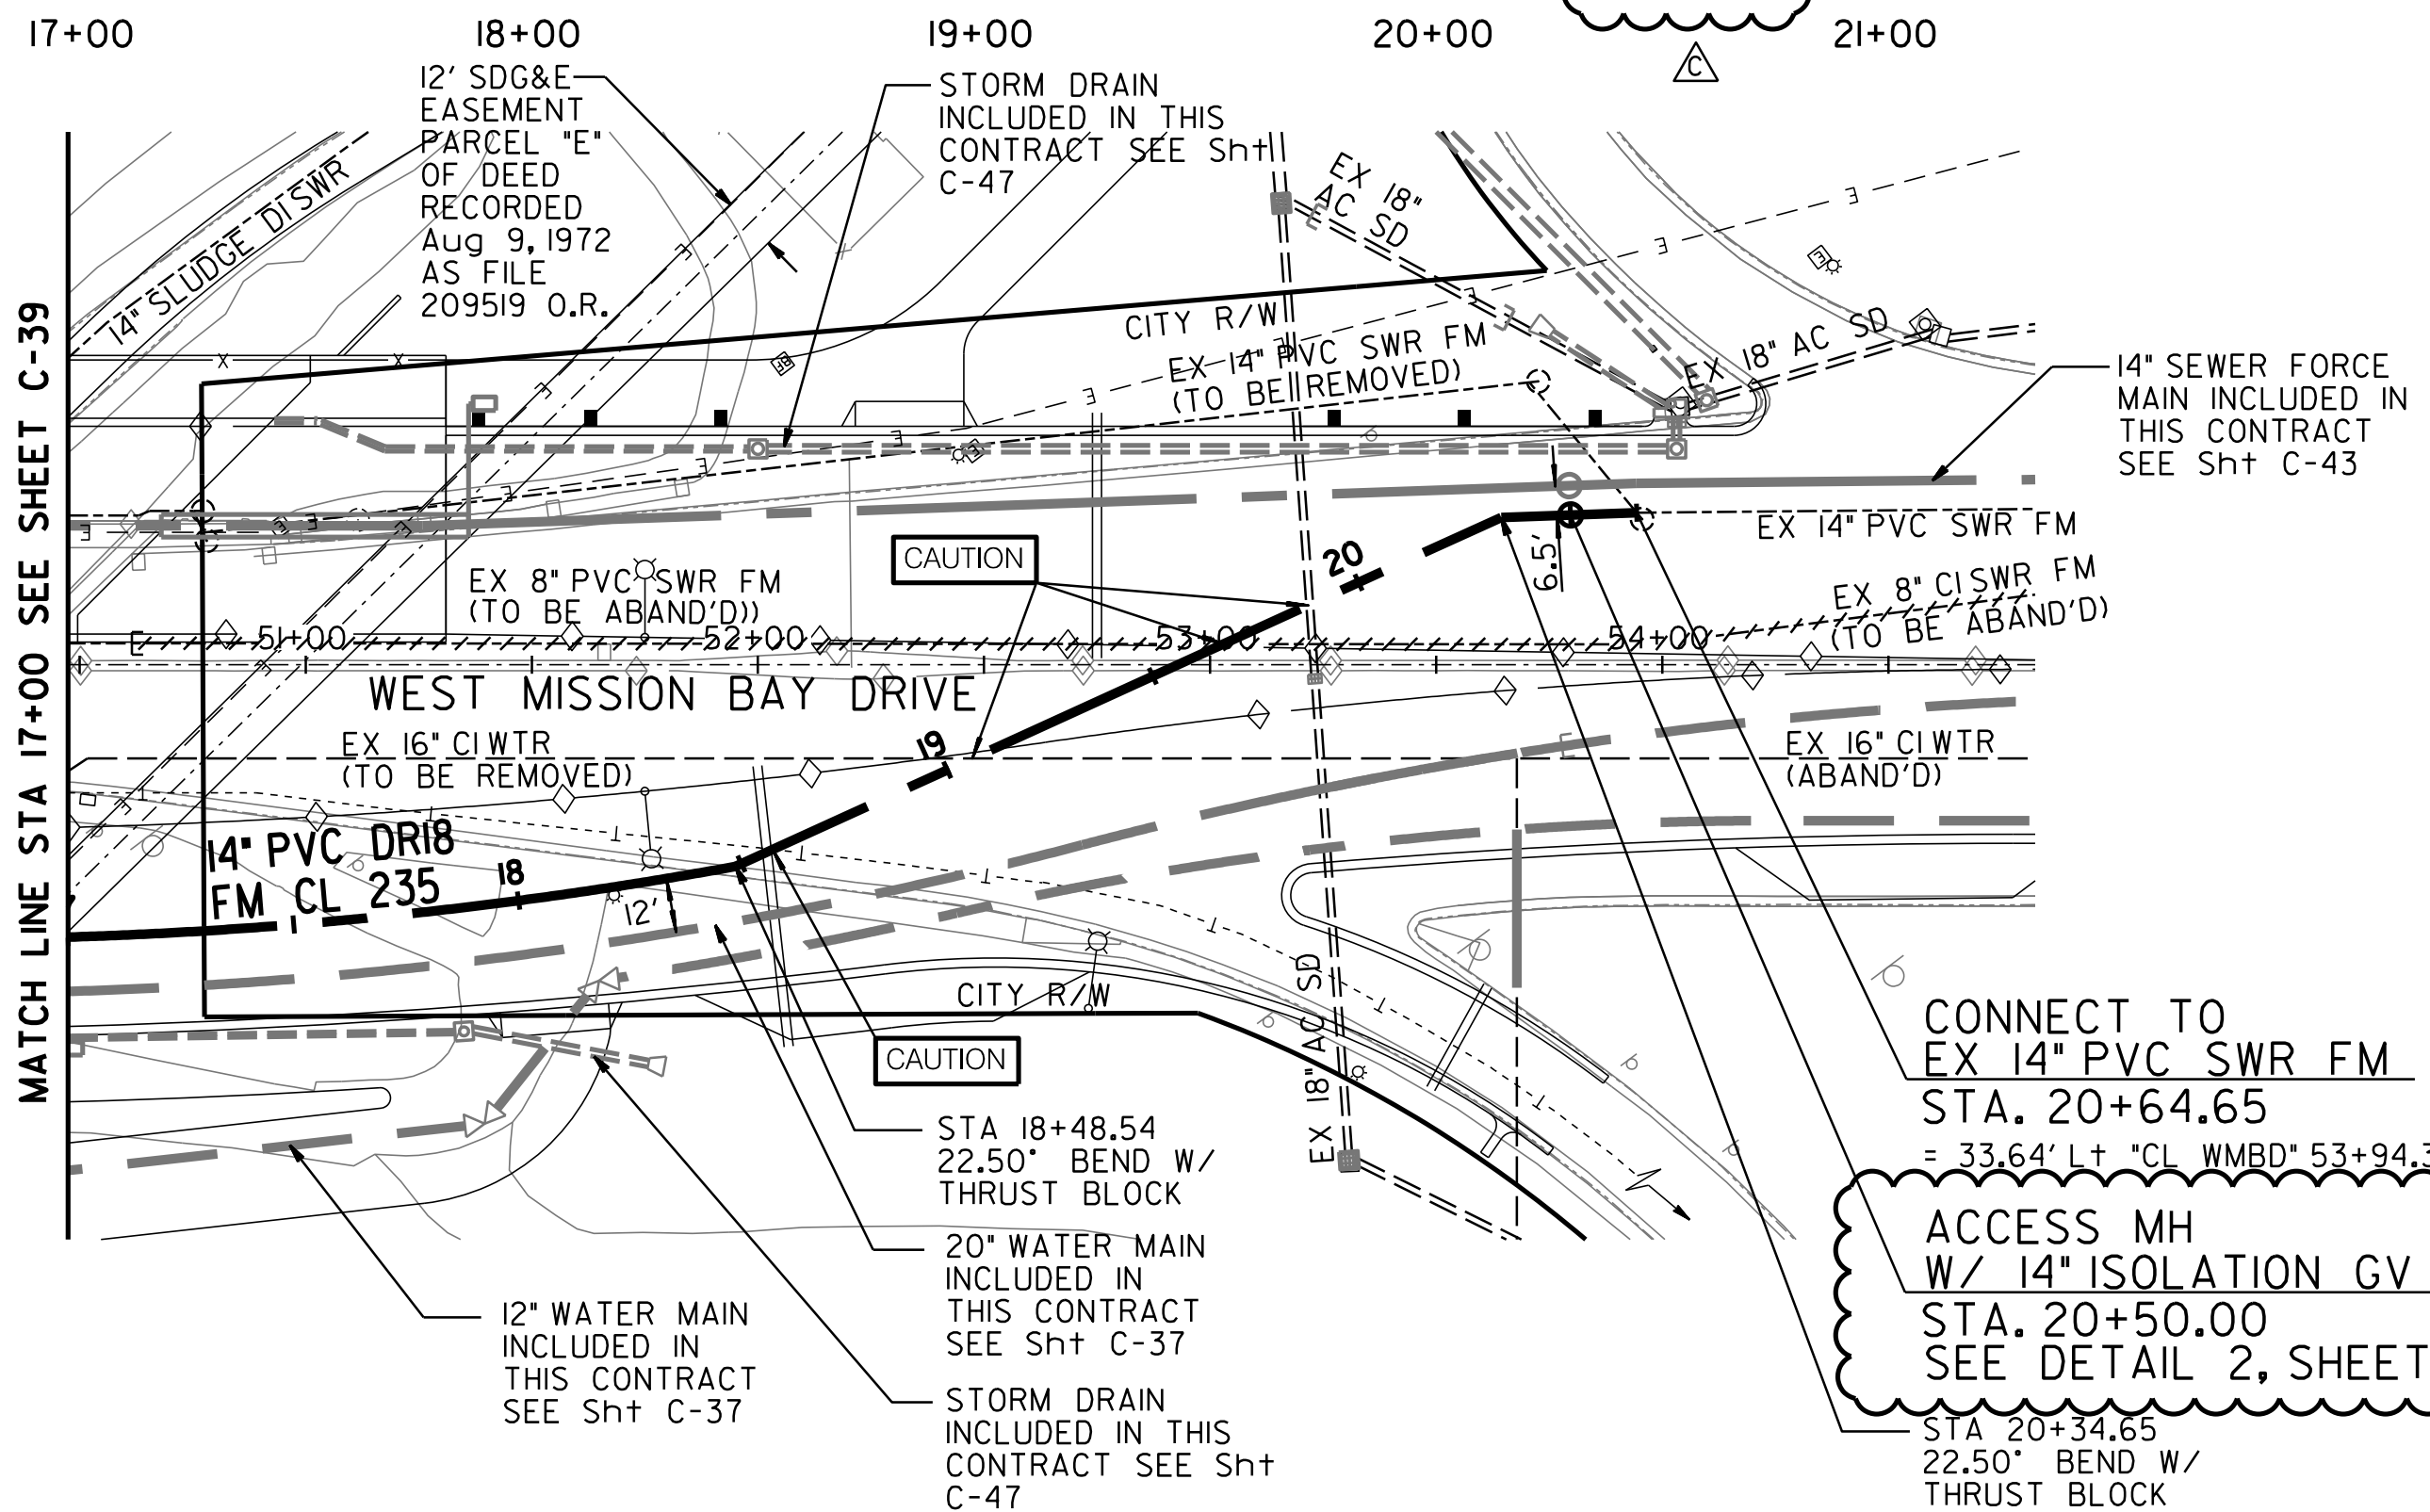 17+00
18+00
19+00
20+00
21+00
C
12' SDG&E
EASEMENT
PARCEL "E"
OF DEED
RECORDED
Aug 9, 1972
AS FILE
209519 O.R.
STORM DRAIN
INCLUDED IN THIS
CONTRACT SEE Sht
C-47
EX 18"
AC SD
14" SLUDGE DI SWR
CITY R/W
EX 14" PVC SWR FM
(TO BE REMOVED)
EX 18" AC SD
14" SEWER FORCE
MAIN INCLUDED IN
THIS CONTRACT
SEE Sht C-43
MATCH LINE STA 17+00 SEE SHEET C-39
CAUTION
20
6.5'
EX 14" PVC SWR FM
EX 8" PVC SWR FM
(TO BE ABAND'D))
EX 8" CI SWR FM
(TO BE ABAND'D)
51+00
52+00
53+00
54+00
WEST MISSION BAY DRIVE
EX 16" CI WTR
(TO BE REMOVED)
19
EX 16" CI WTR
(ABAND'D)
14" PVC DR18
FM CL 235
18
12'
CITY R/W
EX 18" AC SD
CAUTION
CONNECT TO
EX 14" PVC SWR FM
STA. 20+64.65
= 33.64' Lt "CL WMBD" 53+94.3
STA 18+48.54
22.50° BEND W/
THRUST BLOCK
ACCESS MH
W/ 14" ISOLATION GV
STA. 20+50.00
SEE DETAIL 2, SHEET
20" WATER MAIN
INCLUDED IN
THIS CONTRACT
SEE Sht C-37
12" WATER MAIN
INCLUDED IN
THIS CONTRACT
SEE Sht C-37
STORM DRAIN
INCLUDED IN THIS
CONTRACT SEE Sht
C-47
STA 20+34.65
22.50° BEND W/
THRUST BLOCK